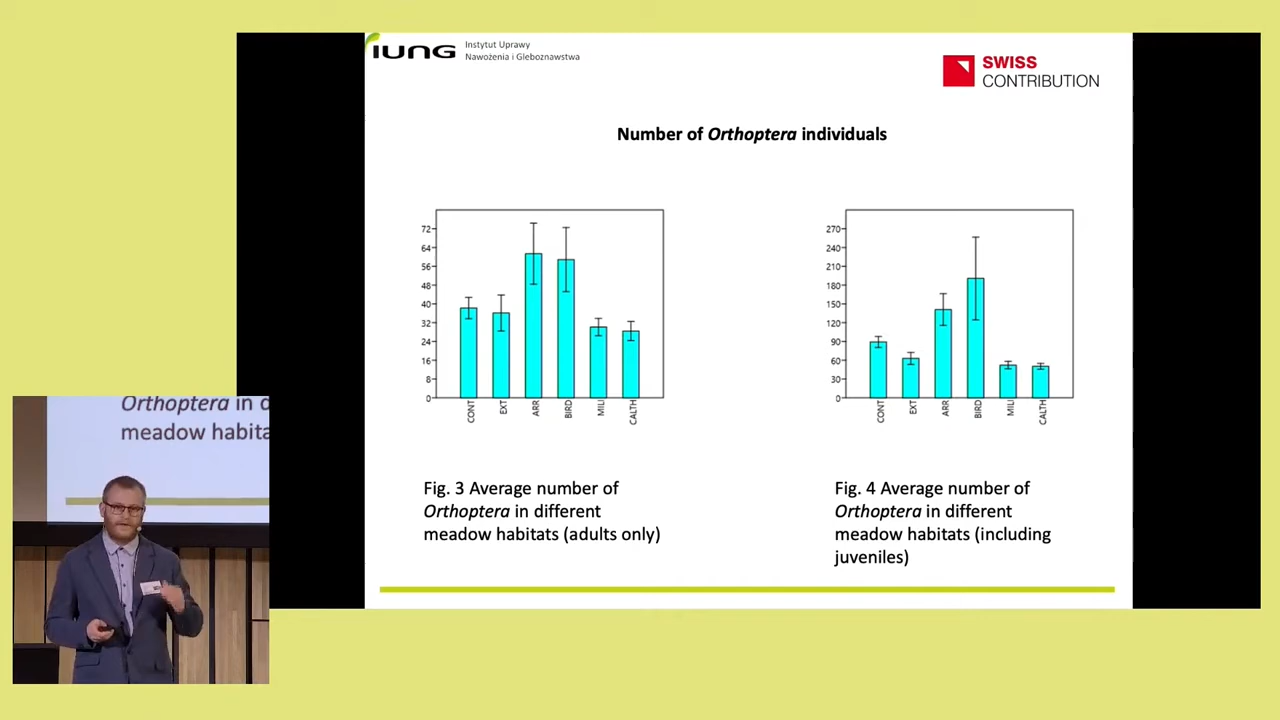 IUNG
Instytut Uprawy
Nawożenia i Gleboznawstwa
SWISS
CONTRIBUTION
Number of Orthoptera individuals
72
64
56
48
40
32
24
16
8
0
CONT
EXT
ARR
BIRD
MILI
CALTH
270
240
210
180
150
120
90
60
30
0
CONT
EXT
ARR
BIRD
MILI
CALTH
Fig. 3 Average number of
Orthoptera in different
meadow habitats (adults only)
Fig. 4 Average number of
Orthoptera in different
meadow habitats (including
juveniles)
Orthoptera in d
meadow habita